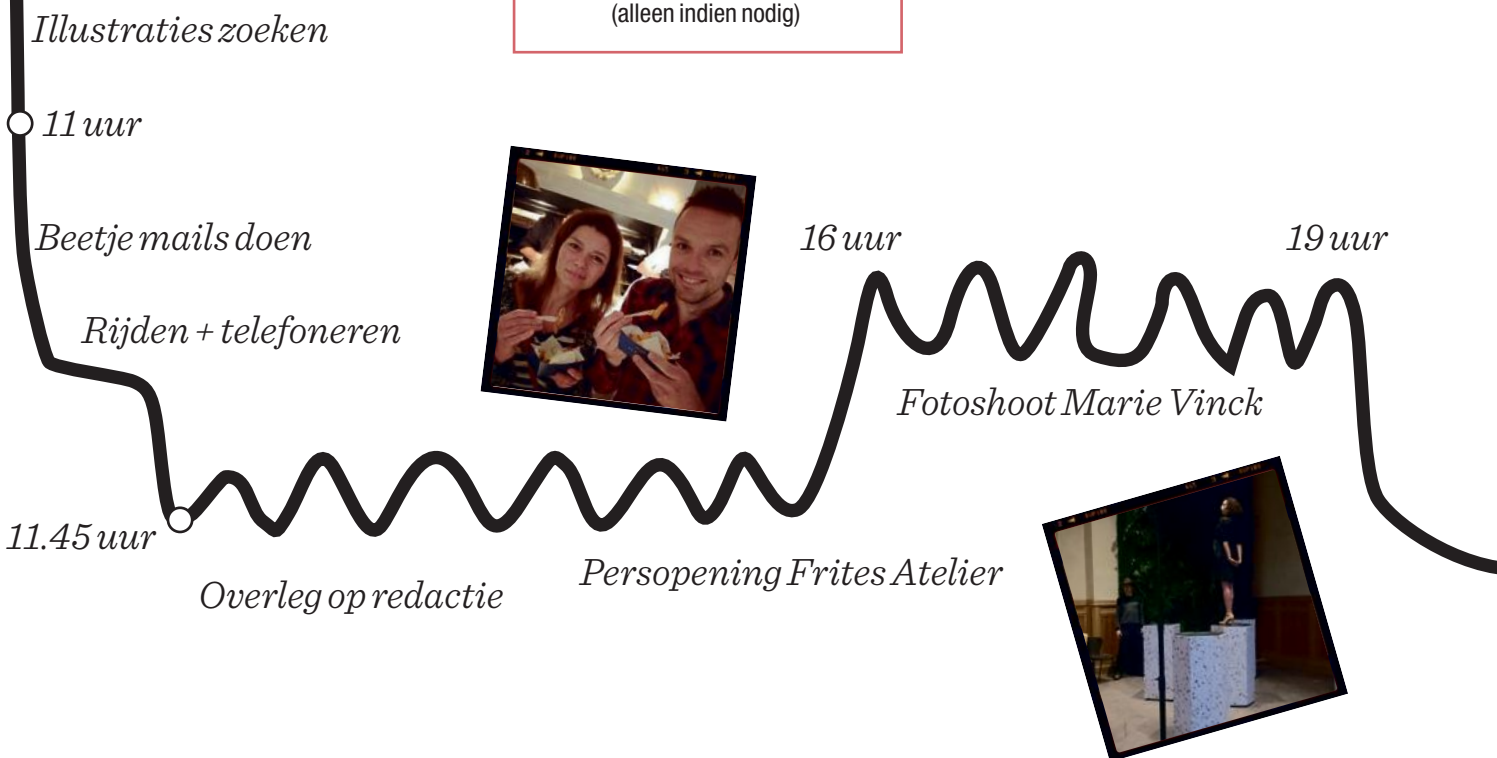 (alleen indien nodig)
Illustraties zoeken
11 uur
Beetje mails doen
Rijden + telefoneren
11.45 uur
Overleg op redactie
Persopening Frites Atelier
16 uur
19 uur
Fotoshoot Marie Vinck